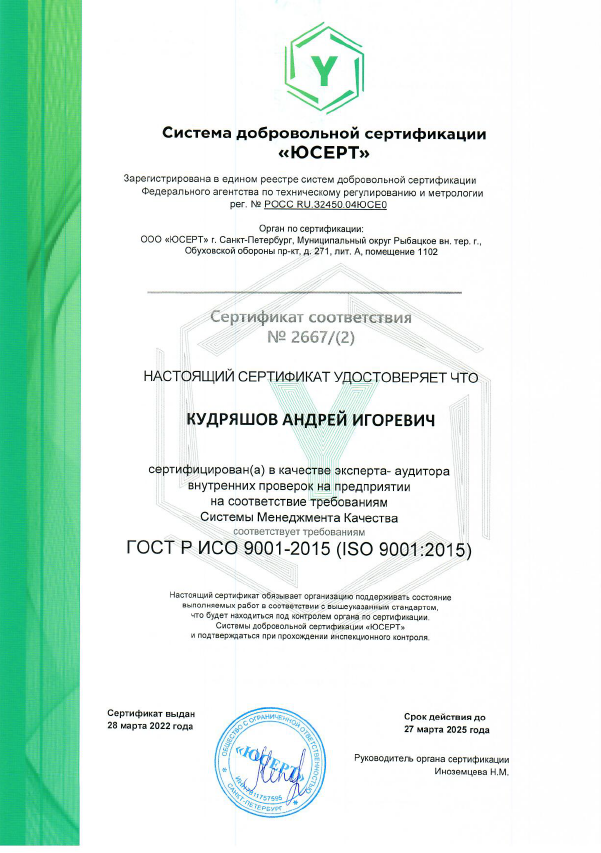 Y
Система добровольной сертификации
«ЮСЕРТ»
Зарегистрирована в едином реестре систем добровольной сертификации
Федерального агентства по техническому регулированию и метрологии
рег. № РОСС RU.32450.04ЮСЕ0
Орган по сертификации:
ООО «ЮСЕРТ» г. Санкт-Петербург, Муниципальный округ Рыбацкое вн. тер. г.,
Обуховской обороны пр-кт, д. 271, лит. А, помещение 1102
Сертификат соответствия
№ 2667/(2)
НАСТОЯЩИЙ СЕРТИФИКАТ УДОСТОВЕРЯЕТ ЧТО
КУДРЯШОВ АНДРЕЙ ИГОРЕВИЧ
сертифицирован(а) в качестве эксперта- аудитора
внутренних проверок на предприятии
на соответствие требованиям
Системы Менеджмента Качества
соответствует требованиям
ГОСТ Р ИСО 9001-2015 (ISO 9001:2015)
Настоящий сертификат обязывает организацию поддерживать состояние
выполняемых работ в соответствии с вышеуказанным стандартом,
что будет находиться под контролем органа по сертификации.
Системы добровольной сертификации «ЮСЕРТ»
и подтверждаться при прохождении инспекционного контроля.
Сертификат выдан
28 марта 2022 года
Срок действия до
27 марта 2025 года
Руководитель органа сертификации
Иноземцева Н.М.
ОБЩЕСТВО С ОГРАНИЧЕННОЙ ОТВЕТСТВЕННОСТЬЮ
«ЮСЕРТ»
САНКТ-ПЕТЕРБУРГ